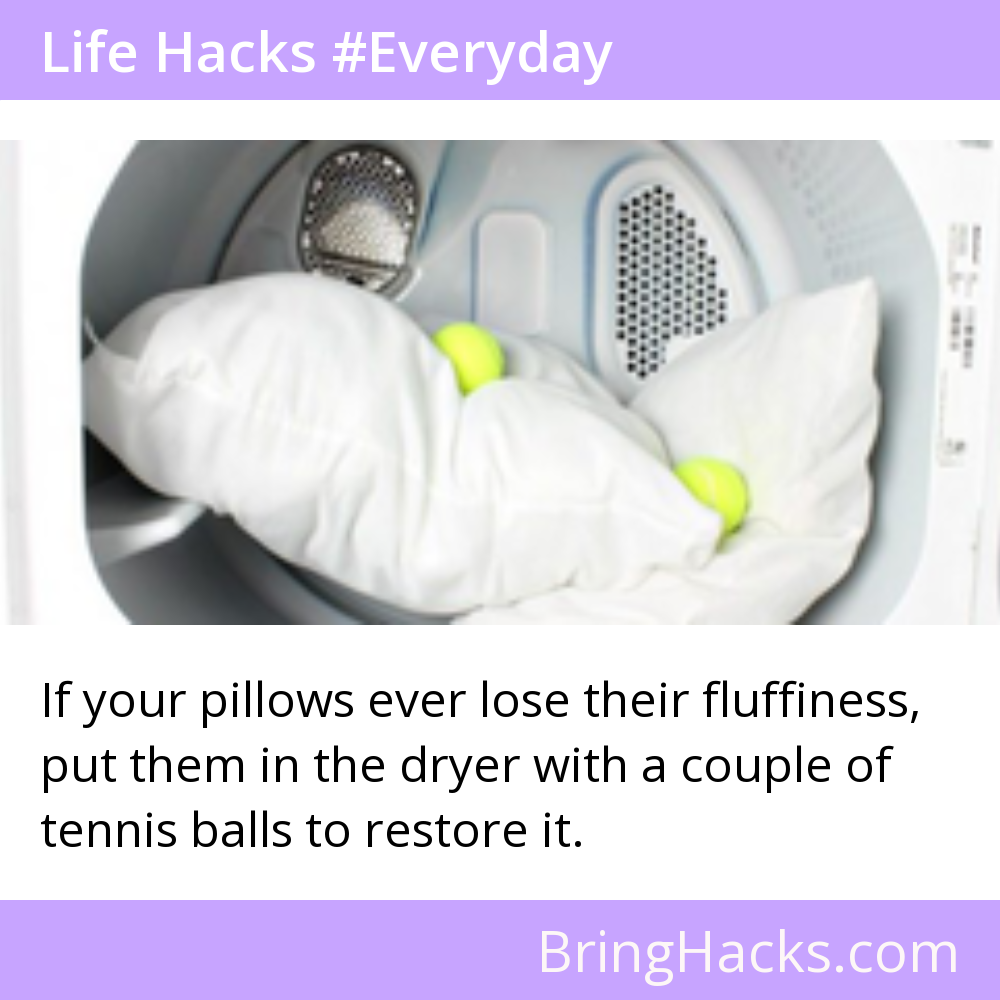 Life Hacks #Everyday
If your pillows ever lose their fluffiness,
put them in the dryer with a couple of
tennis balls to restore it.
BringHacks.com